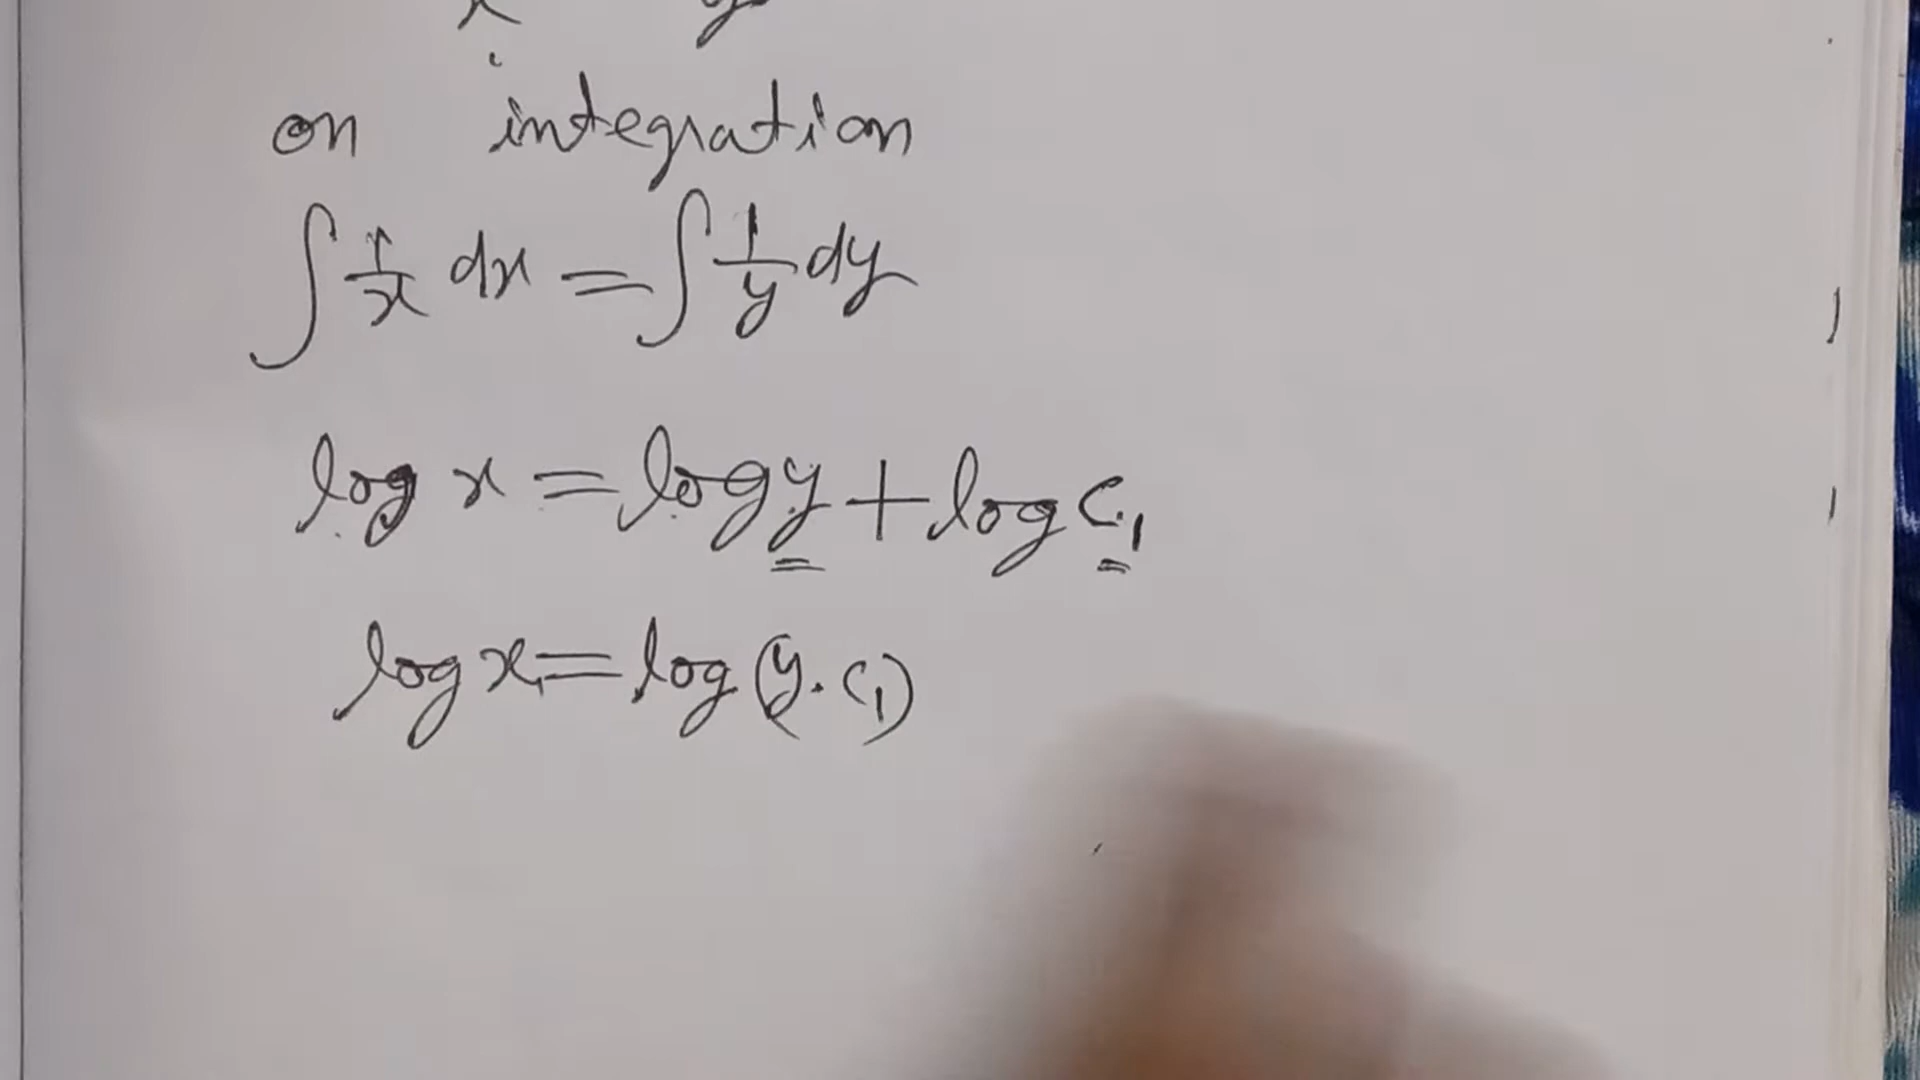 x y
on integration
∫ 1/x dx = ∫ 1/y dy
log x = log y + log c₁
log x = log (y . c₁)